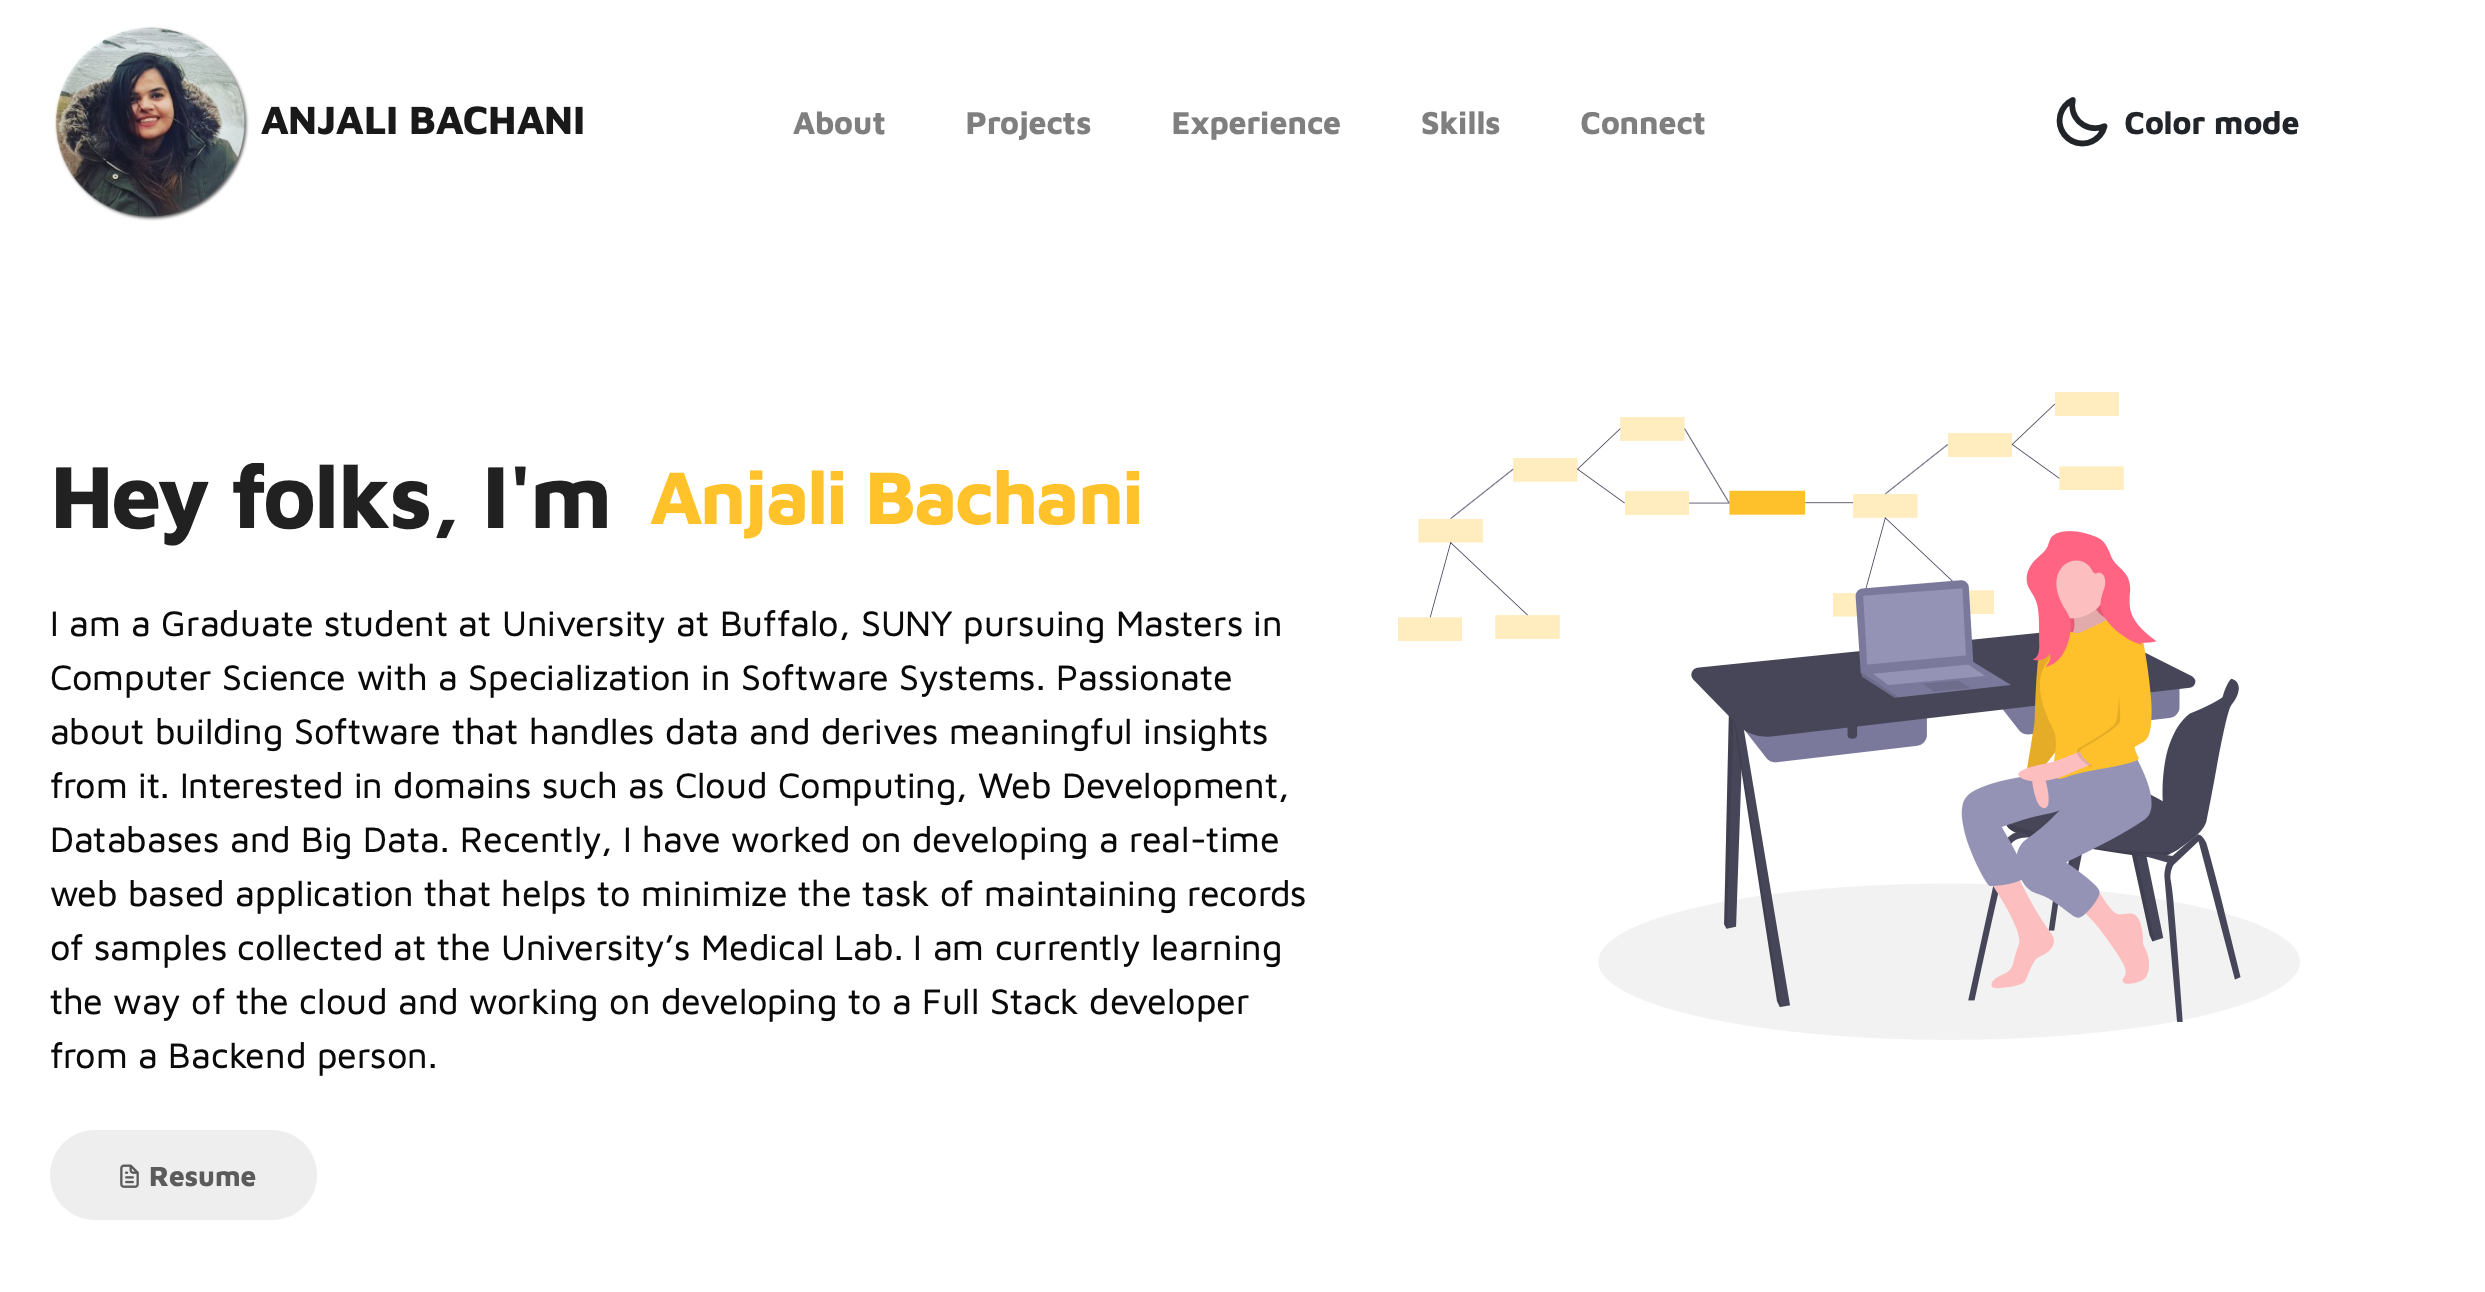 ANJALI BACHANI
About Projects Experience Skills Connect
Color mode
Hey folks, I'm Anjali Bachani
I am a Graduate student at University at Buffalo, SUNY pursuing Masters in
Computer Science with a Specialization in Software Systems. Passionate
about building Software that handles data and derives meaningful insights
from it. Interested in domains such as Cloud Computing, Web Development,
Databases and Big Data. Recently, I have worked on developing a real-time
web based application that helps to minimize the task of maintaining records
of samples collected at the University’s Medical Lab. I am currently learning
the way of the cloud and working on developing to a Full Stack developer
from a Backend person.
Resume